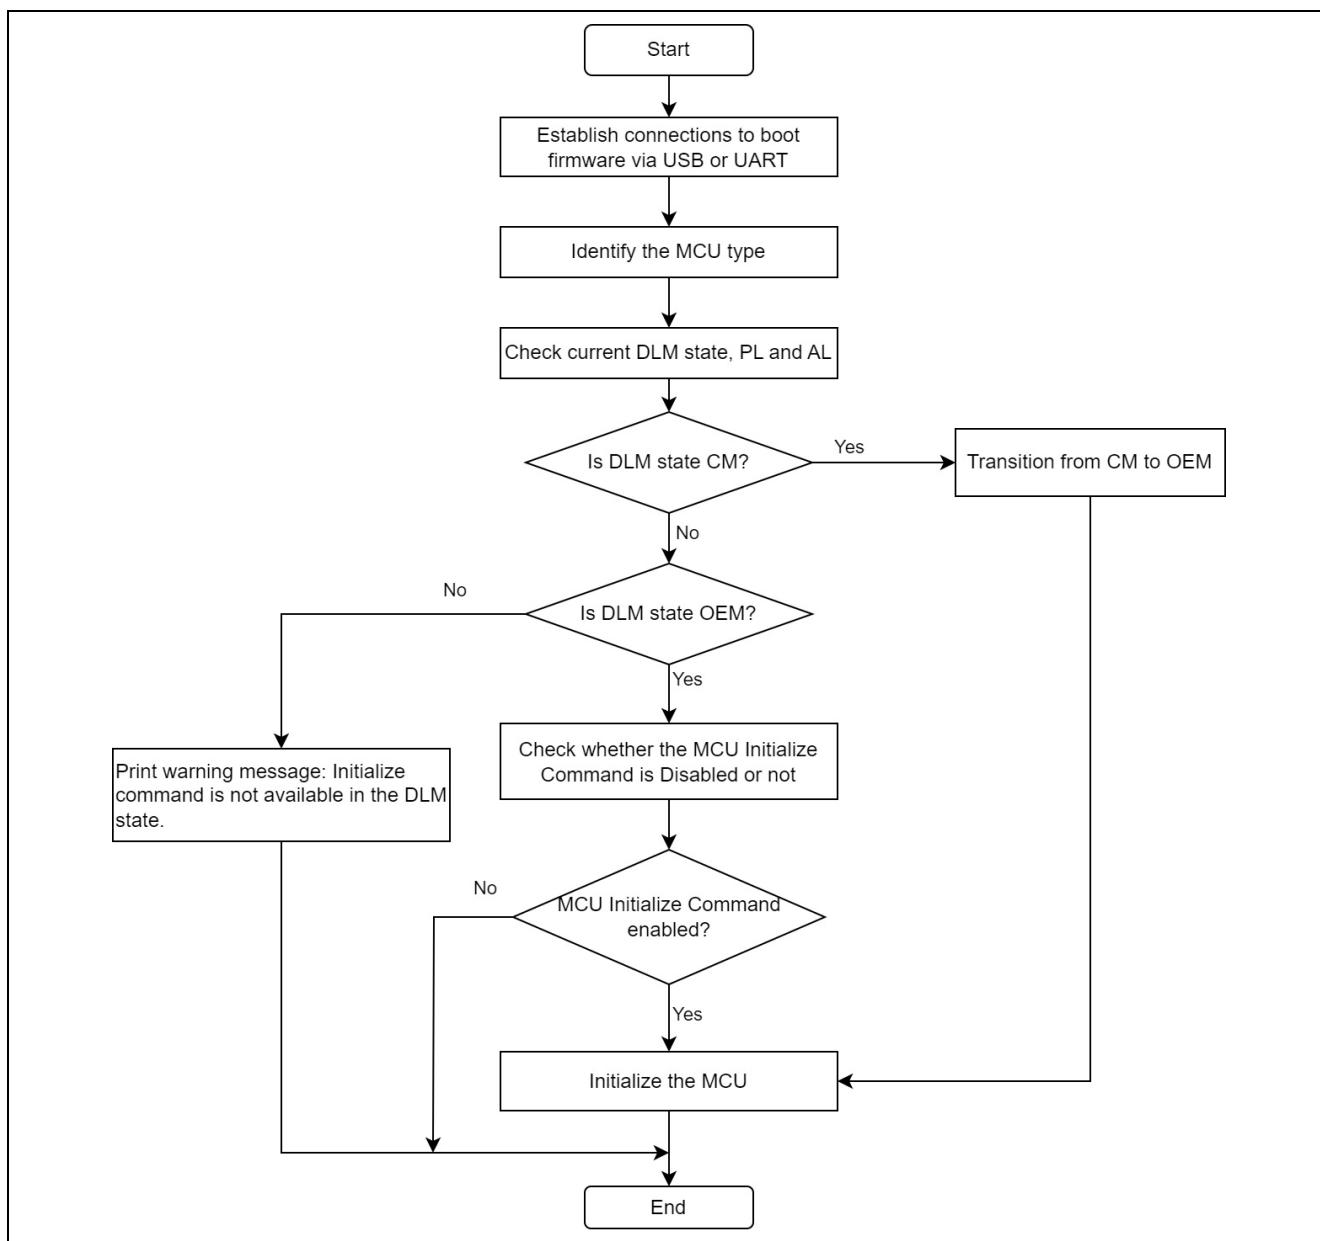 Start
Establish connections to boot
firmware via USB or UART
Identify the MCU type
Check current DLM state, PL and AL
Is DLM state CM?
Yes
Transition from CM to OEM
No
No
Is DLM state OEM?
Yes
Check whether the MCU Initialize
Command is Disabled or not
Print warning message: Initialize
command is not available in the DLM
state.
No
MCU Initialize Command
enabled?
Yes
Initialize the MCU
End